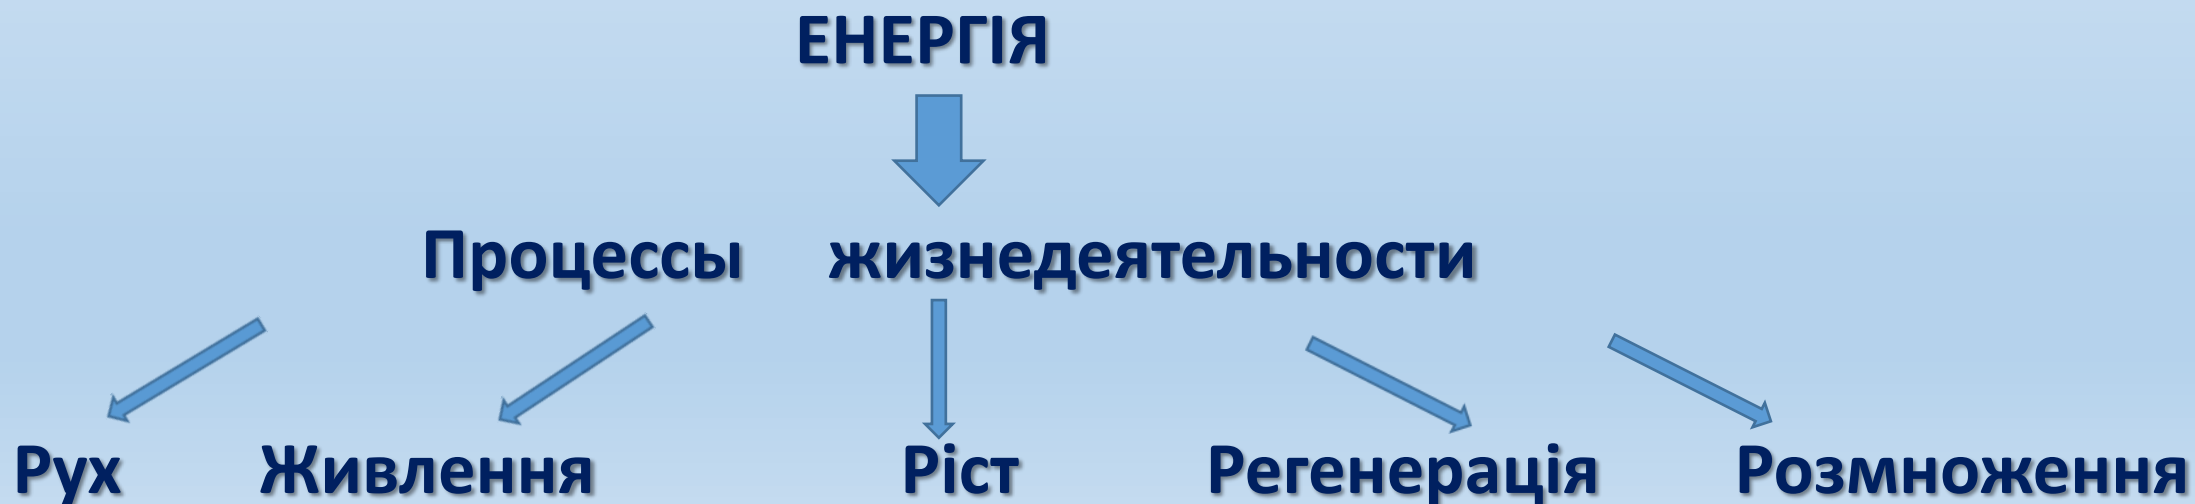 ЕНЕРГІЯ
Процессы жизнедеятельности
Рух Живлення Ріст Регенерація Розмноження